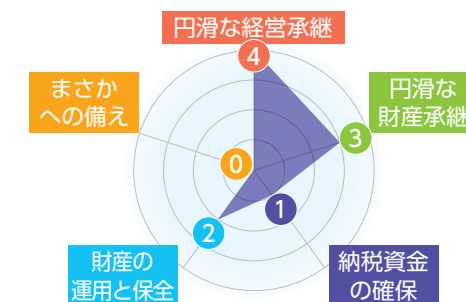 円滑な経営承継
4
まさか
への備え
円滑な
財産承継
3
0
1
2
財産の
運用と保全
納税資金
の確保